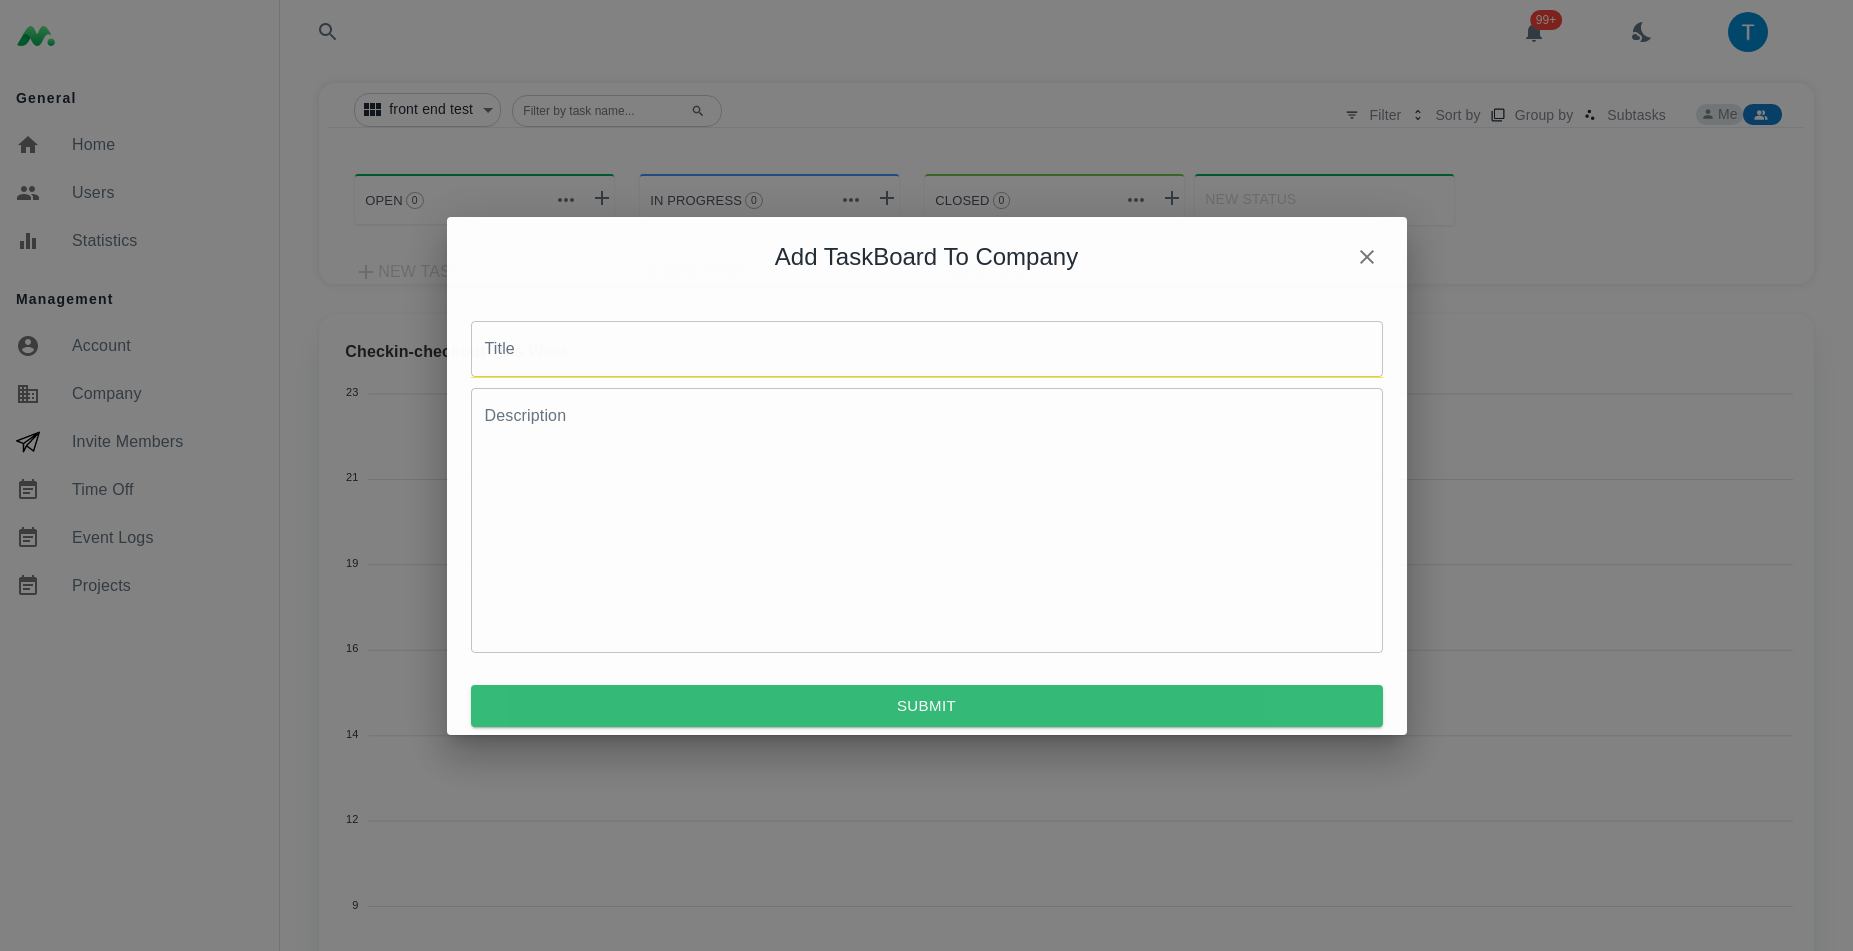 General
Home
Users
Statistics
Management
Account
Company
Invite Members
Time Off
Event Logs
Projects
99+
T
front end test
Filter by task name...
Filter
Sort by
Group by
Subtasks
Me
OPEN 0
IN PROGRESS 0
CLOSED 0
NEW STATUS
NEW TAS
Add TaskBoard To Company
Title
Description
SUBMIT
Checkin-chec
23
21
19
16
14
12
9